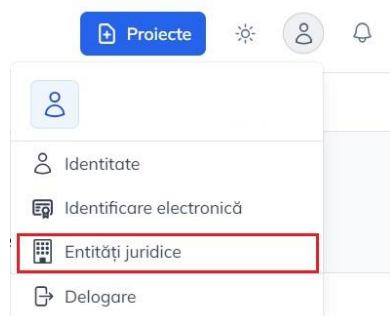 Proiecte
Identitate
Identificare electronică
Entități juridice
Delogare